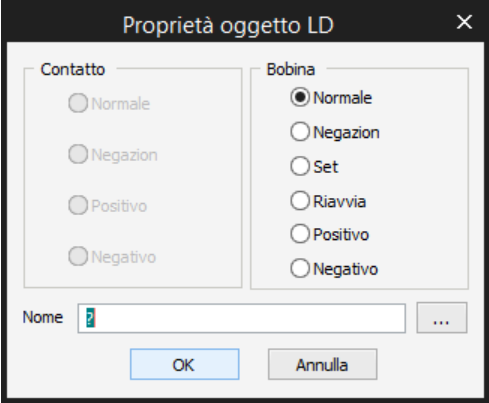 Proprietà oggetto LD
Contatto
Normale
Negazion
Positivo
Negativo
Bobina
Normale
Negazion
Set
Riavvia
Positivo
Negativo
Nome ? ...
OK Annulla